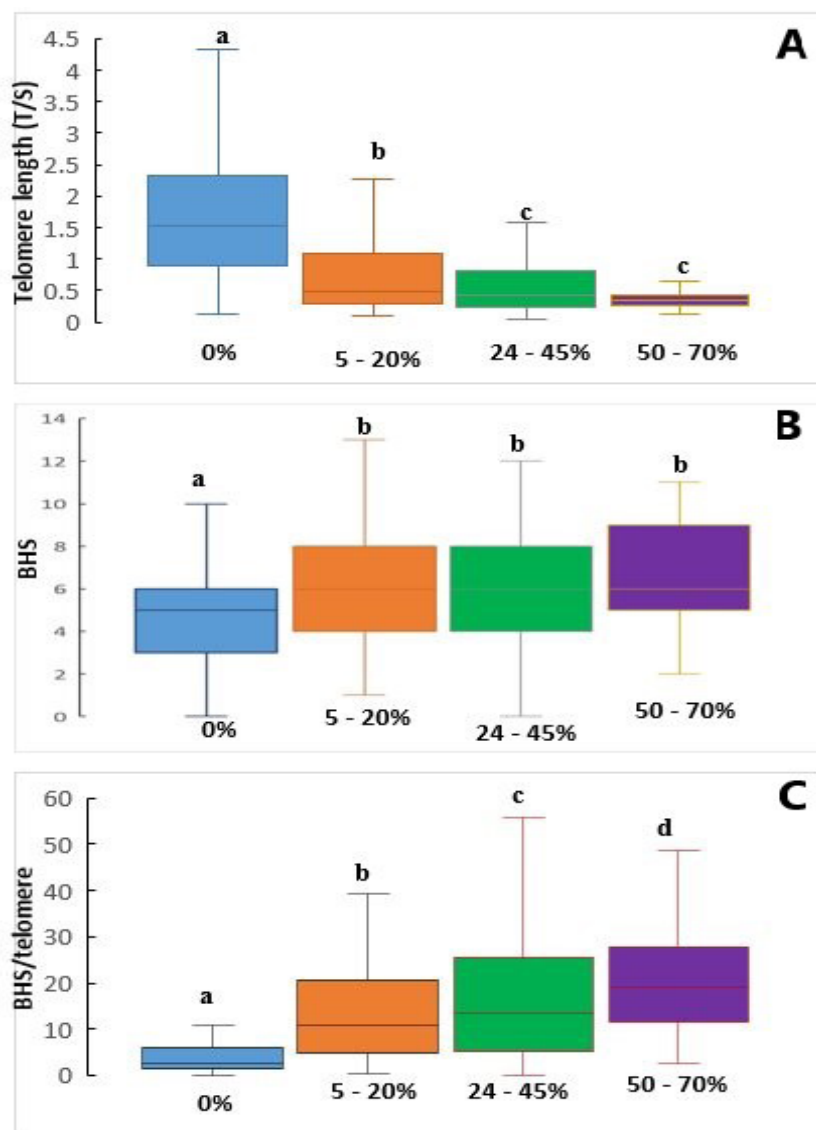 A
Telomere length (T/S)
4.5
4
3.5
3
2.5
2
1.5
1
0.5
0
a
b
c
c
0%
5 - 20%
24 - 45%
50 - 70%
B
BHS
14
12
10
8
6
4
2
0
a
b
b
b
0%
5 - 20%
24 - 45%
50 - 70%
C
BHS/telomere
60
50
40
30
20
10
0
a
b
c
d
0%
5 - 20%
24 - 45%
50 - 70%